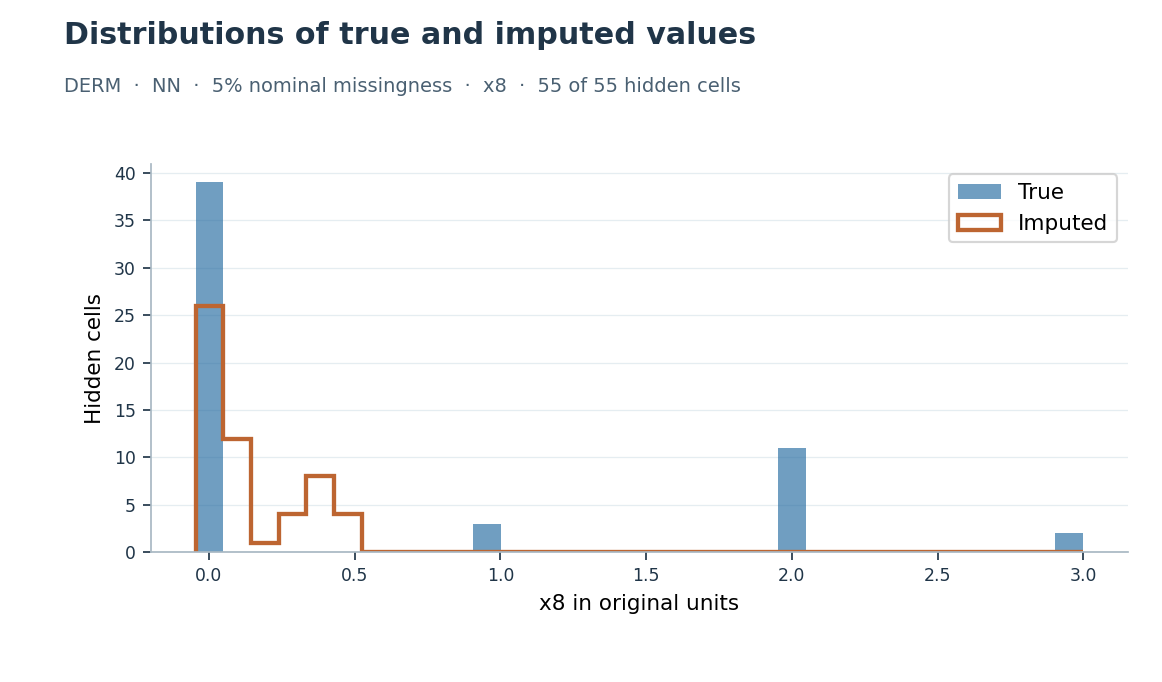 Distributions of true and imputed values
DERM · NN · 5% nominal missingness · x8 · 55 of 55 hidden cells
True
Imputed
Hidden cells
40
35
30
25
20
15
10
5
0
0.0 0.5 1.0 1.5 2.0 2.5 3.0
x8 in original units